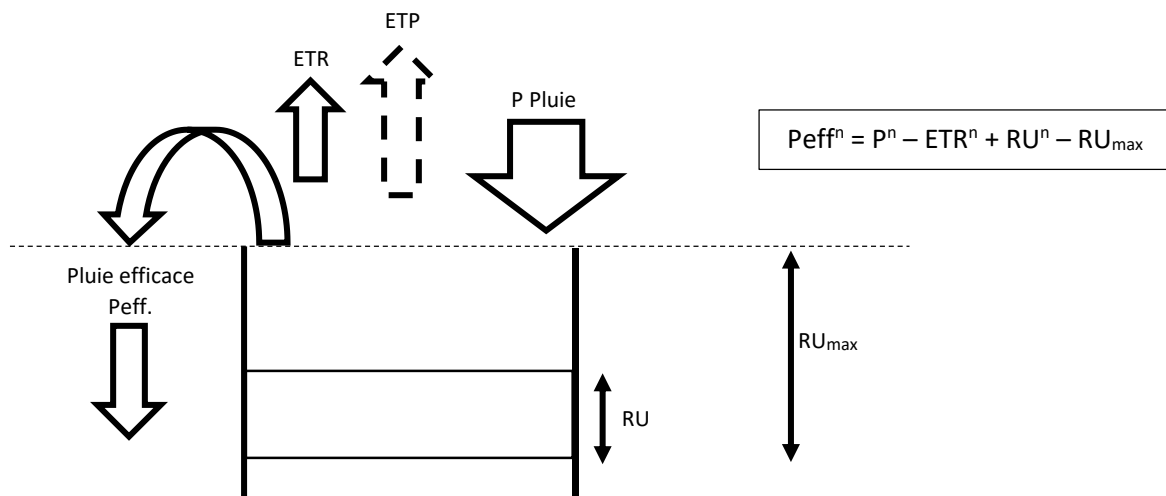 ETP
ETR
P Pluie
Peffⁿ = Pⁿ – ETRⁿ + RUⁿ – RUₘₐₓ
Pluie efficace
Peff.
RUₘₐₓ
RU